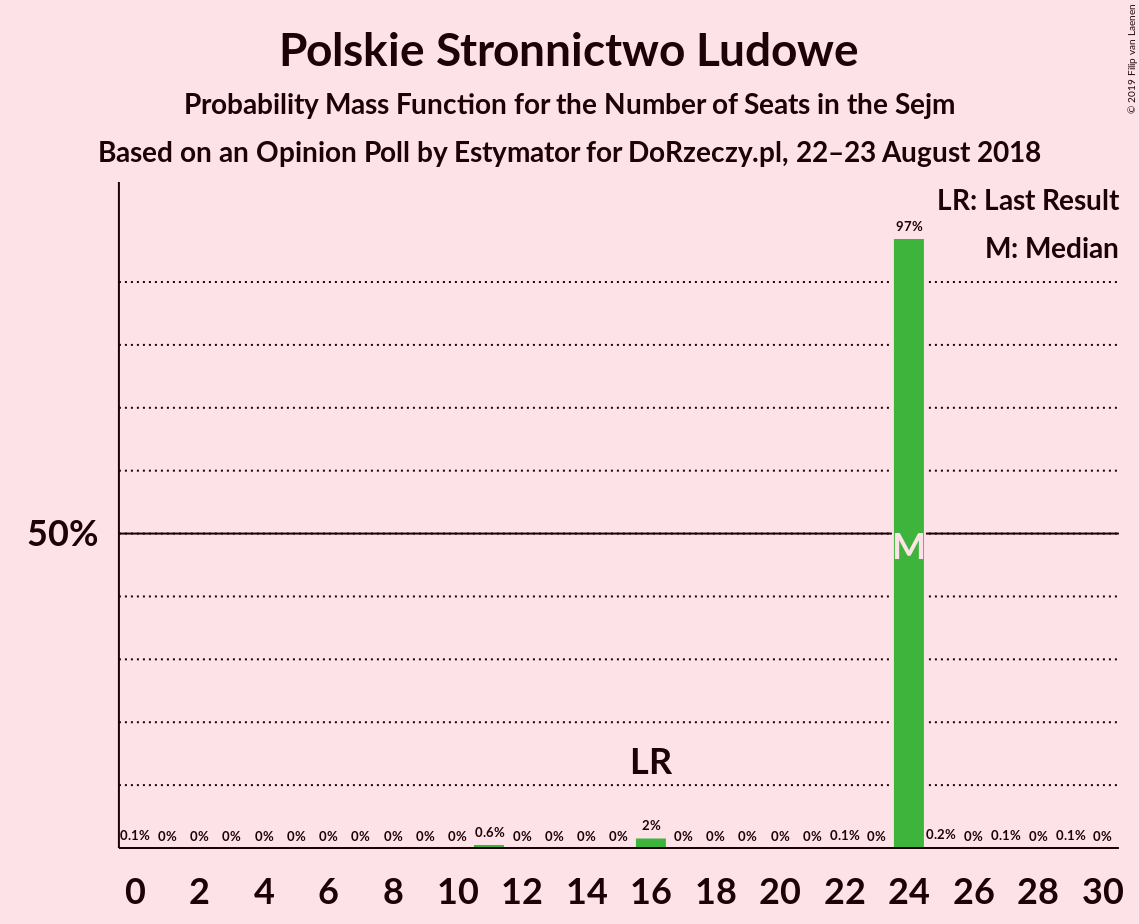 Polskie Stronnictwo Ludowe
Probability Mass Function for the Number of Seats in the Sejm
Based on an Opinion Poll by Estymator for DoRzeczy.pl, 22–23 August 2018
© 2019 Filip van Laenen
LR: Last Result
M: Median
97%
50%
M
LR
0.1% 0% 0% 0% 0% 0% 0% 0% 0% 0% 0% 0.6% 0% 0% 0% 0% 2% 0% 0% 0% 0% 0% 0.1% 0% 0.2% 0% 0.1% 0% 0.1% 0%
0 2 4 6 8 10 12 14 16 18 20 22 24 26 28 30